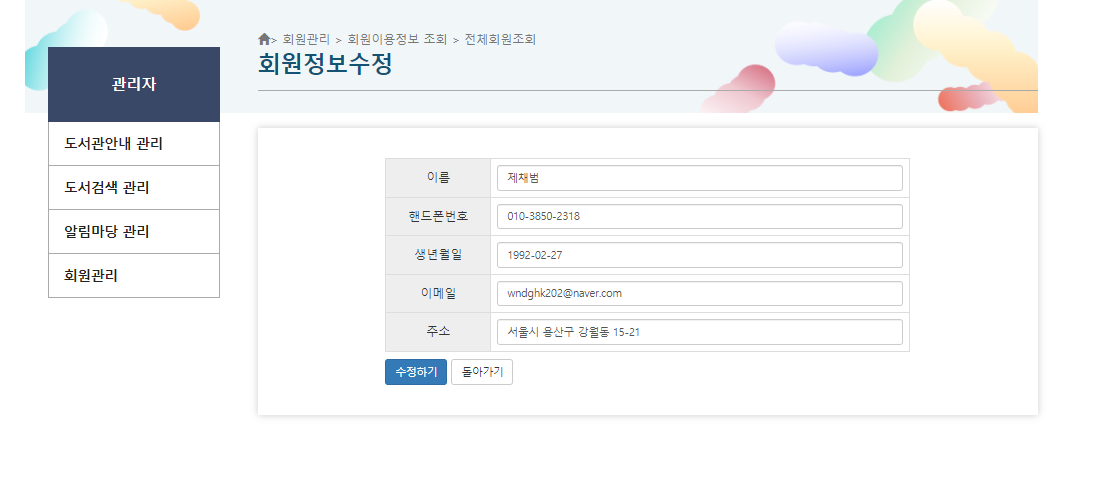 > 회원관리 > 회원이용정보 조회 > 전체회원조회
회원정보수정
관리자
도서관안내 관리
도서검색 관리
알림마당 관리
회원관리
이름 제재범
핸드폰번호 010-3850-2318
생년월일 1992-02-27
이메일 wndghk202@naver.com
주소 서울시 용산구 강월동 15-21
수정하기 돌아가기